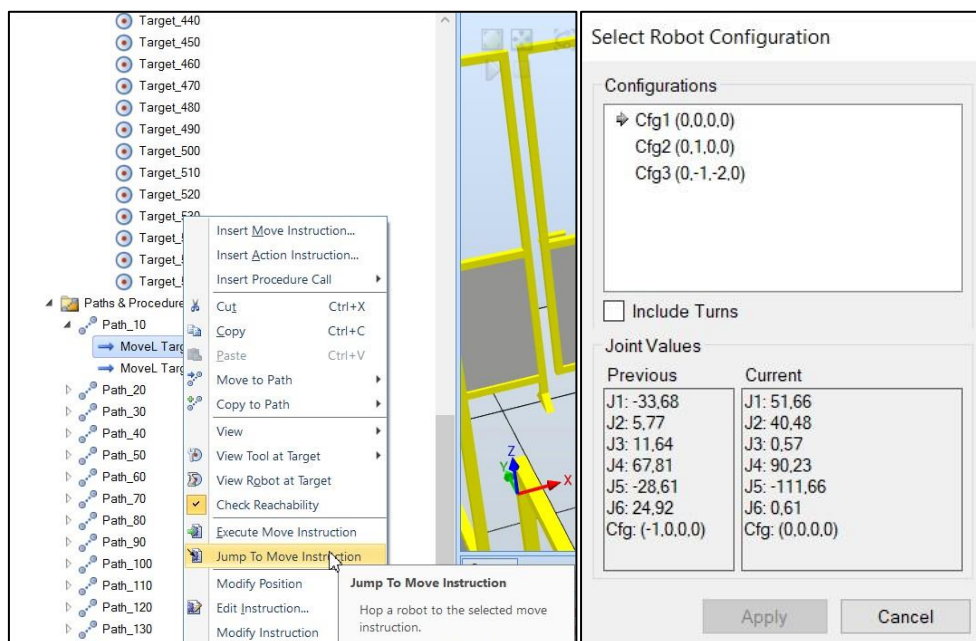 Target_440
Target_450
Target_460
Target_470
Target_480
Target_490
Target_500
Target_510
Target_520
Target_530
Target_5
Target_5
Target_5
Paths & Procedure
Path_10
MoveL Targ
MoveL Targ
Path_20
Path_30
Path_40
Path_50
Path_60
Path_70
Path_80
Path_90
Path_100
Path_110
Path_120
Path_130
Insert Move Instruction...
Insert Action Instruction...
Insert Procedure Call
Cut Ctrl+X
Copy Ctrl+C
Paste Ctrl+V
Move to Path
Copy to Path
View
View Tool at Target
View Robot at Target
Check Reachability
Execute Move Instruction
Jump To Move Instruction
Modify Position
Edit Instruction...
Modify Instruction
Jump To Move Instruction
Hop a robot to the selected move
instruction.
Z
Y
X
Select Robot Configuration
Configurations
Cfg1 (0,0,0,0)
Cfg2 (0,1,0,0)
Cfg3 (0,-1,-2,0)
Include Turns
Joint Values
Previous
J1: -33,68
J2: 5,77
J3: 11,64
J4: 67,81
J5: -28,61
J6: 24,92
Cfg: (-1,0,0,0)
Current
J1: 51,66
J2: 40,48
J3: 0,57
J4: 90,23
J5: -111,66
J6: 0,61
Cfg: (0,0,0,0)
Apply
Cancel